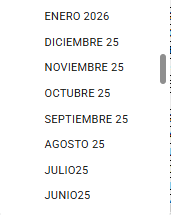 ENERO 2026
DICIEMBRE 25
NOVIEMBRE 25
OCTUBRE 25
SEPTIEMBRE 25
AGOSTO 25
JULIO25
JUNIO25